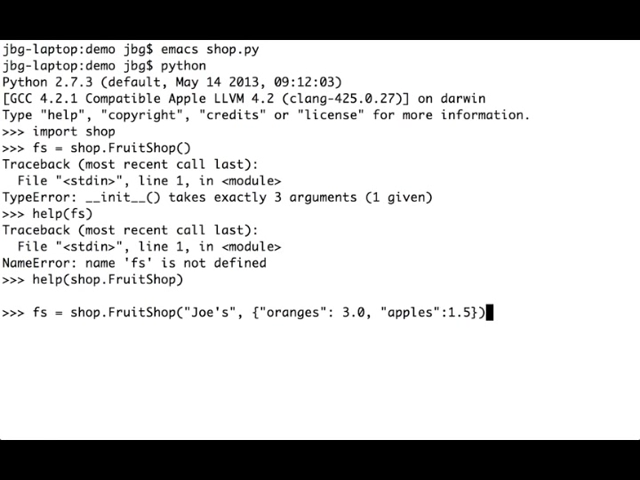 jbg-laptop:demo jbg$ emacs shop.py
jbg-laptop:demo jbg$ python
Python 2.7.3 (default, May 14 2013, 09:12:03)
[GCC 4.2.1 Compatible Apple LLVM 4.2 (clang-425.0.27)] on darwin
Type "help", "copyright", "credits" or "license" for more information.
>>> import shop
>>> fs = shop.FruitShop()
Traceback (most recent call last):
  File "<stdin>", line 1, in <module>
TypeError: __init__() takes exactly 3 arguments (1 given)
>>> help(fs)
Traceback (most recent call last):
  File "<stdin>", line 1, in <module>
NameError: name 'fs' is not defined
>>> help(shop.FruitShop)
>>> fs = shop.FruitShop("Joe's", {"oranges": 3.0, "apples":1.5})